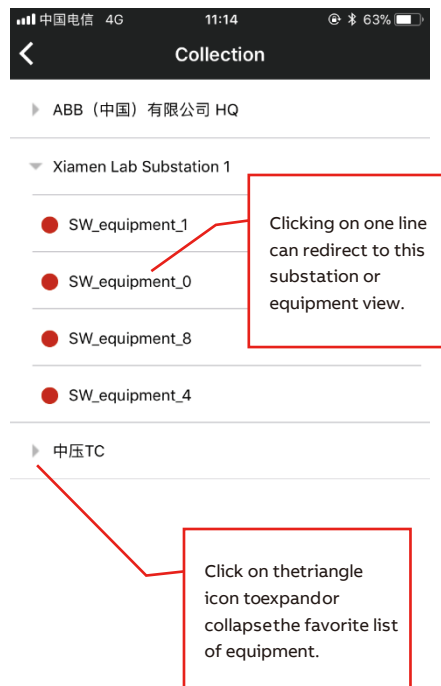 中国电信 4G 11:14 63%
Collection
ABB（中国）有限公司 HQ
Xiamen Lab Substation 1
SW_equipment_1
Clicking on one line
can redirect to this
substation or
equipment view.
SW_equipment_0
SW_equipment_8
SW_equipment_4
中压TC
Click on thetriangle
icon toexpandor
collapsethe favorite list
of equipment.